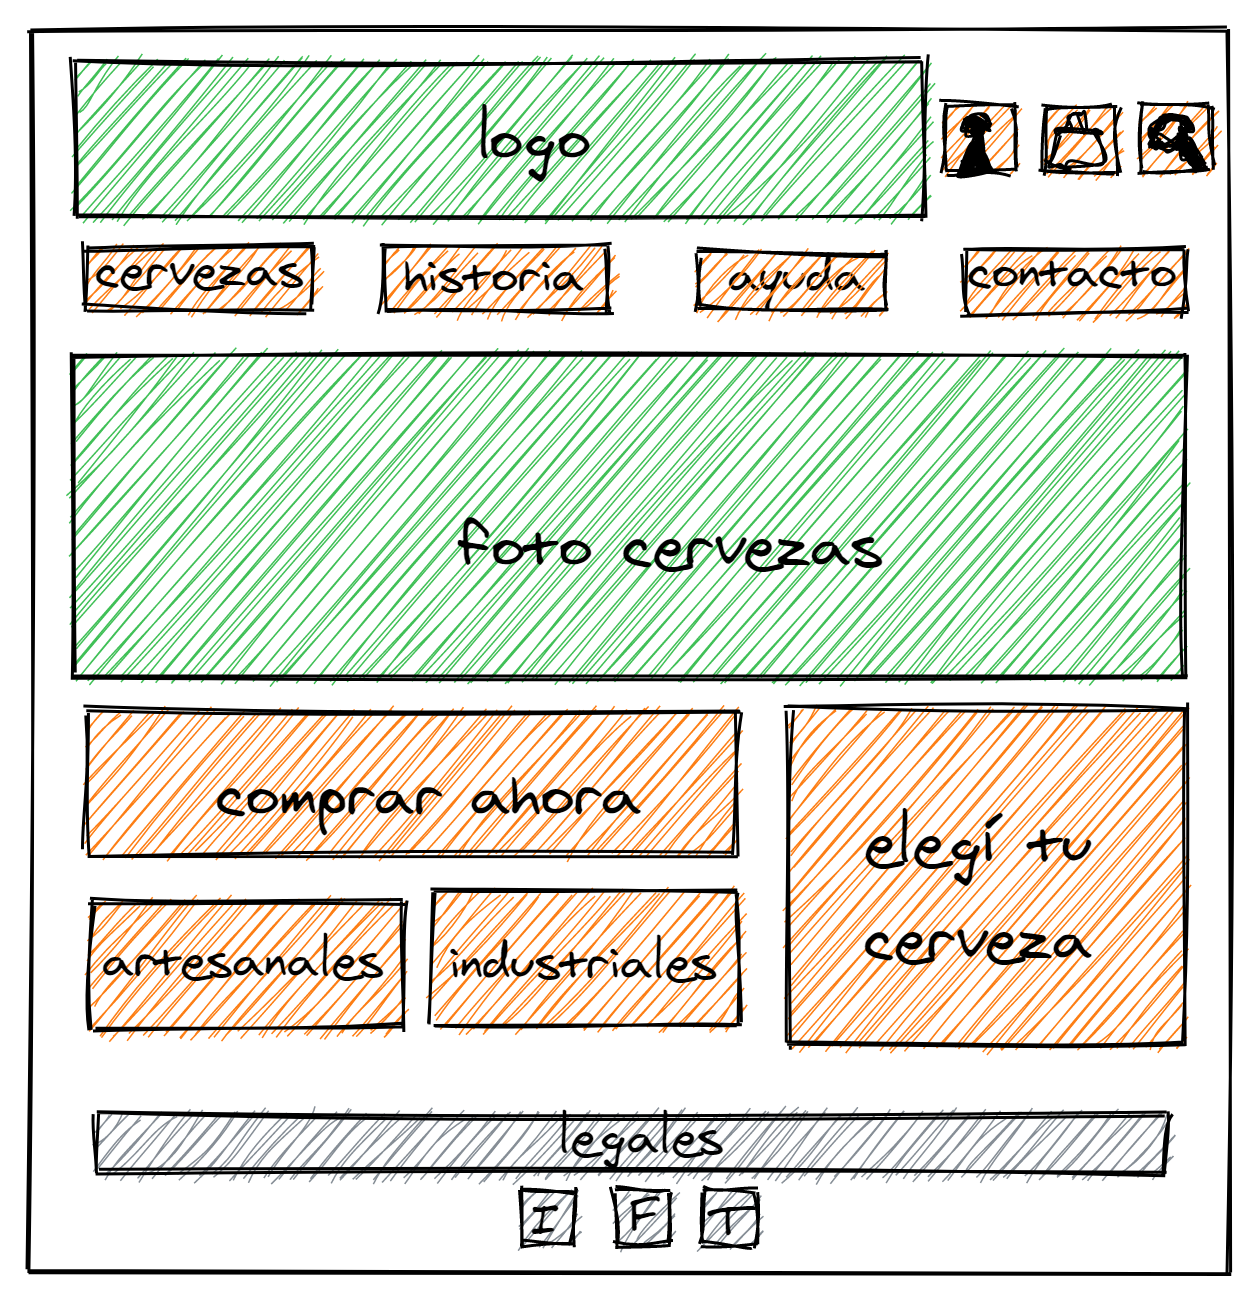 logo
cervezas
historia
ayuda
contacto
foto cervezas
comprar ahora
elegí tu
cerveza
artesanales
industriales
legales
I
F
T